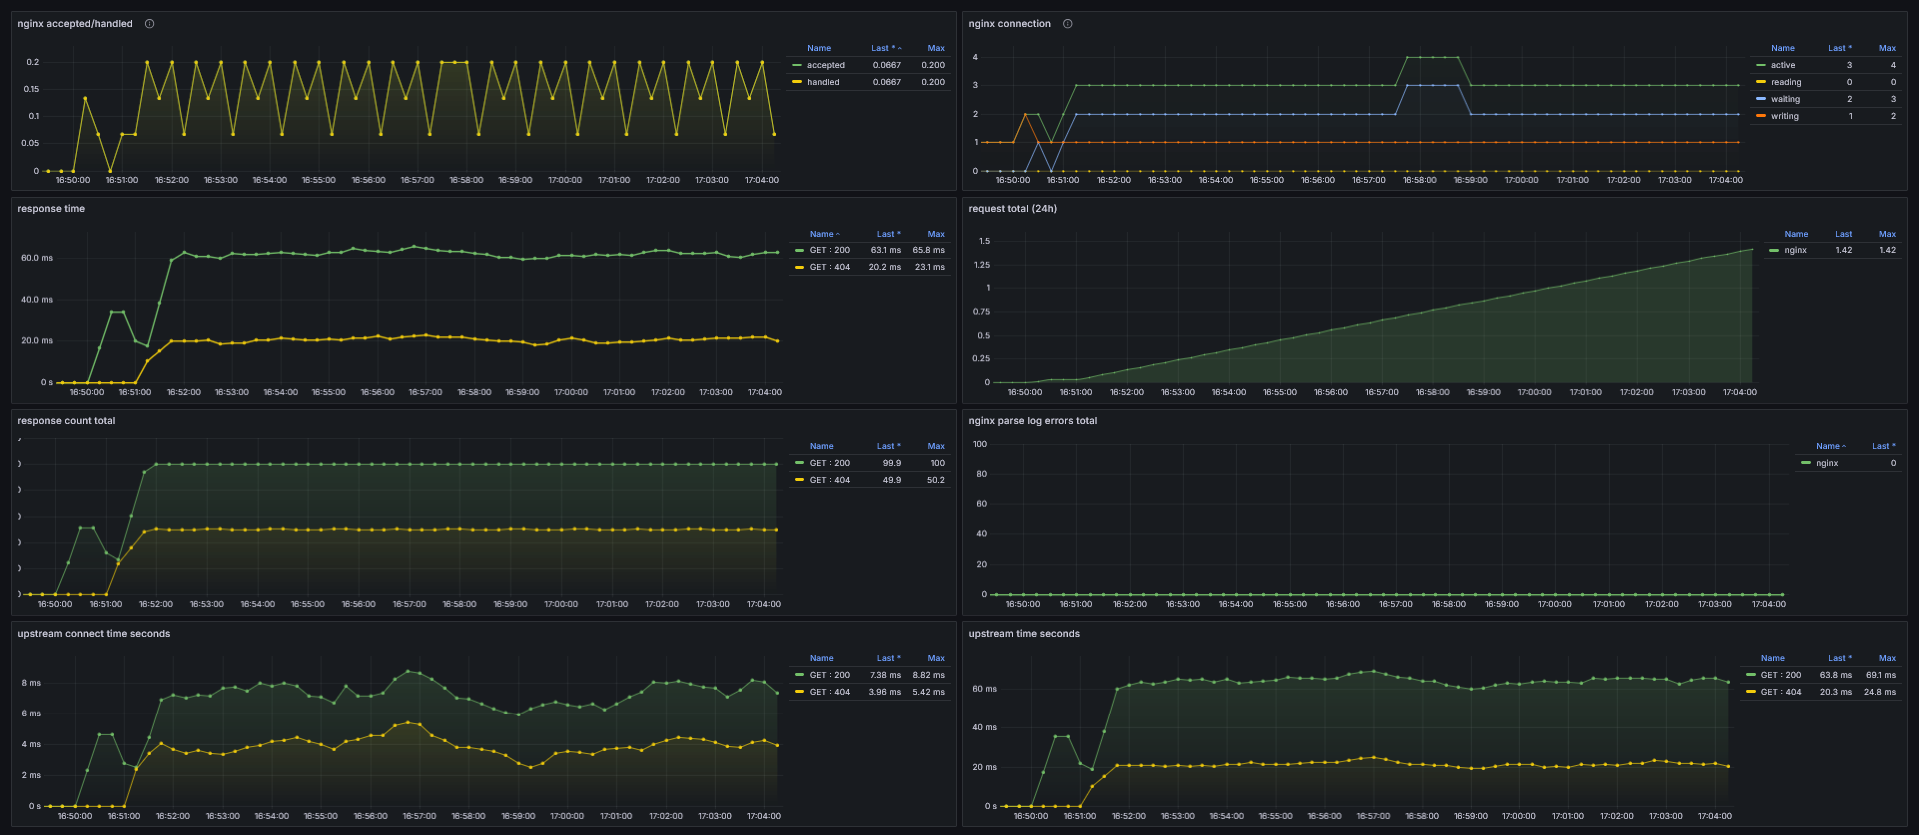 nginx accepted/handled
Name Last * Max
accepted 0.0667 0.200
handled 0.0667 0.200
0.2
0.15
0.1
0.05
0
16:50:00 16:51:00 16:52:00 16:53:00 16:54:00 16:55:00 16:56:00 16:57:00 16:58:00 16:59:00 17:00:00 17:01:00 17:02:00 17:03:00 17:04:00
nginx connection
Name Last * Max
active 3 4
reading 0 0
waiting 2 3
writing 1 2
4
3
2
1
0
16:50:00 16:51:00 16:52:00 16:53:00 16:54:00 16:55:00 16:56:00 16:57:00 16:58:00 16:59:00 17:00:00 17:01:00 17:02:00 17:03:00 17:04:00
response time
Name Last * Max
GET : 200 63.1 ms 65.8 ms
GET : 404 20.2 ms 23.1 ms
60.0 ms
40.0 ms
20.0 ms
0 s
16:50:00 16:51:00 16:52:00 16:53:00 16:54:00 16:55:00 16:56:00 16:57:00 16:58:00 16:59:00 17:00:00 17:01:00 17:02:00 17:03:00 17:04:00
request total (24h)
Name Last Max
nginx 1.42 1.42
1.5
1.25
1
0.75
0.5
0.25
0
16:50:00 16:51:00 16:52:00 16:53:00 16:54:00 16:55:00 16:56:00 16:57:00 16:58:00 16:59:00 17:00:00 17:01:00 17:02:00 17:03:00 17:04:00
response count total
Name Last * Max
GET : 200 99.9 100
GET : 404 49.9 50.2
16:50:00 16:51:00 16:52:00 16:53:00 16:54:00 16:55:00 16:56:00 16:57:00 16:58:00 16:59:00 17:00:00 17:01:00 17:02:00 17:03:00 17:04:00
nginx parse log errors total
Name Last *
nginx 0
100
80
60
40
20
0
16:50:00 16:51:00 16:52:00 16:53:00 16:54:00 16:55:00 16:56:00 16:57:00 16:58:00 16:59:00 17:00:00 17:01:00 17:02:00 17:03:00 17:04:00
upstream connect time seconds
Name Last * Max
GET : 200 7.38 ms 8.82 ms
GET : 404 3.96 ms 5.42 ms
8 ms
6 ms
4 ms
2 ms
0 s
16:50:00 16:51:00 16:52:00 16:53:00 16:54:00 16:55:00 16:56:00 16:57:00 16:58:00 16:59:00 17:00:00 17:01:00 17:02:00 17:03:00 17:04:00
upstream time seconds
Name Last * Max
GET : 200 63.8 ms 69.1 ms
GET : 404 20.3 ms 24.8 ms
60 ms
40 ms
20 ms
0 s
16:50:00 16:51:00 16:52:00 16:53:00 16:54:00 16:55:00 16:56:00 16:57:00 16:58:00 16:59:00 17:00:00 17:01:00 17:02:00 17:03:00 17:04:00